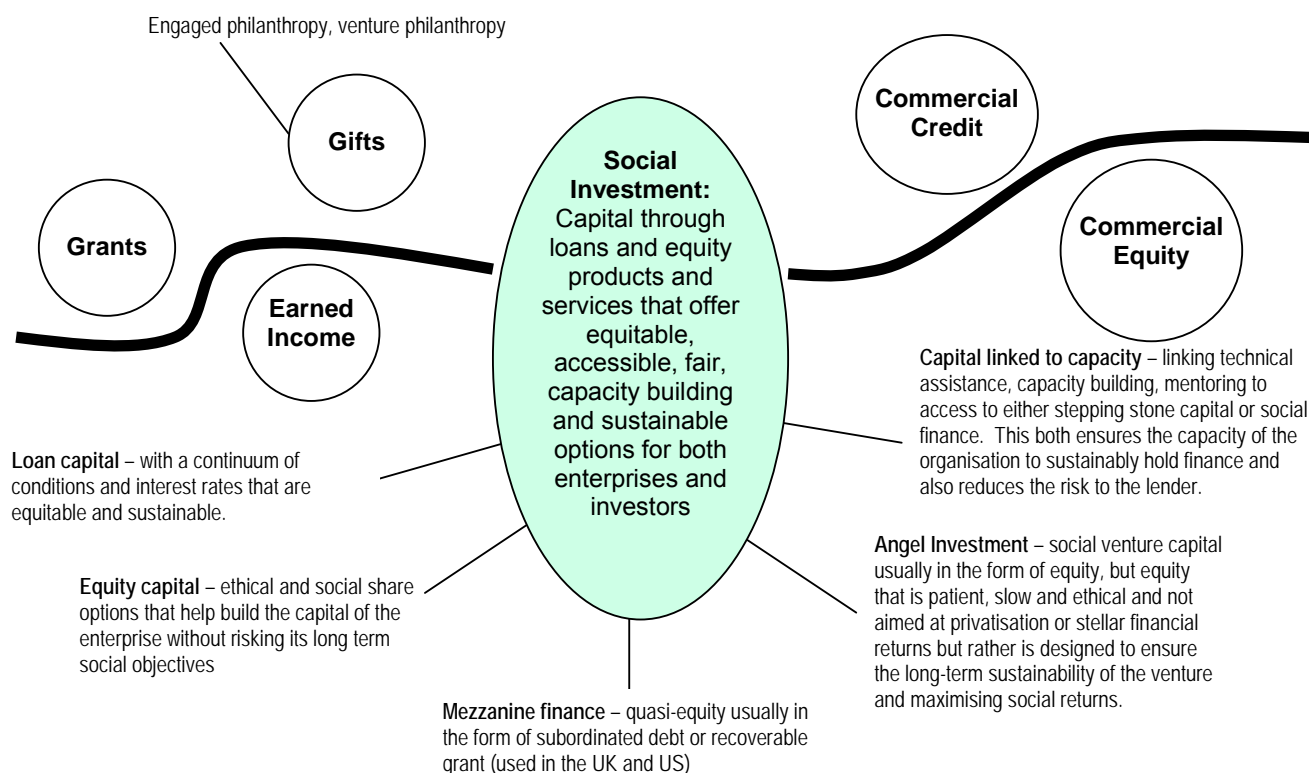 Engaged philanthropy, venture philanthropy
Gifts
Grants
Earned
Income
Social
Investment:
Capital through
loans and equity
products and
services that offer
equitable,
accessible, fair,
capacity building
and sustainable
options for both
enterprises and
investors
Commercial
Credit
Commercial
Equity
Loan capital – with a continuum of
conditions and interest rates that are
equitable and sustainable.
Equity capital – ethical and social share
options that help build the capital of the
enterprise without risking its long term
social objectives
Mezzanine finance – quasi-equity usually in
the form of subordinated debt or recoverable
grant (used in the UK and US)
Capital linked to capacity – linking technical
assistance, capacity building, mentoring to
access to either stepping stone capital or social
finance. This both ensures the capacity of the
organisation to sustainably hold finance and
also reduces the risk to the lender.
Angel Investment – social venture capital
usually in the form of equity, but equity
that is patient, slow and ethical and not
aimed at privatisation or stellar financial
returns but rather is designed to ensure
the long-term sustainability of the venture
and maximising social returns.